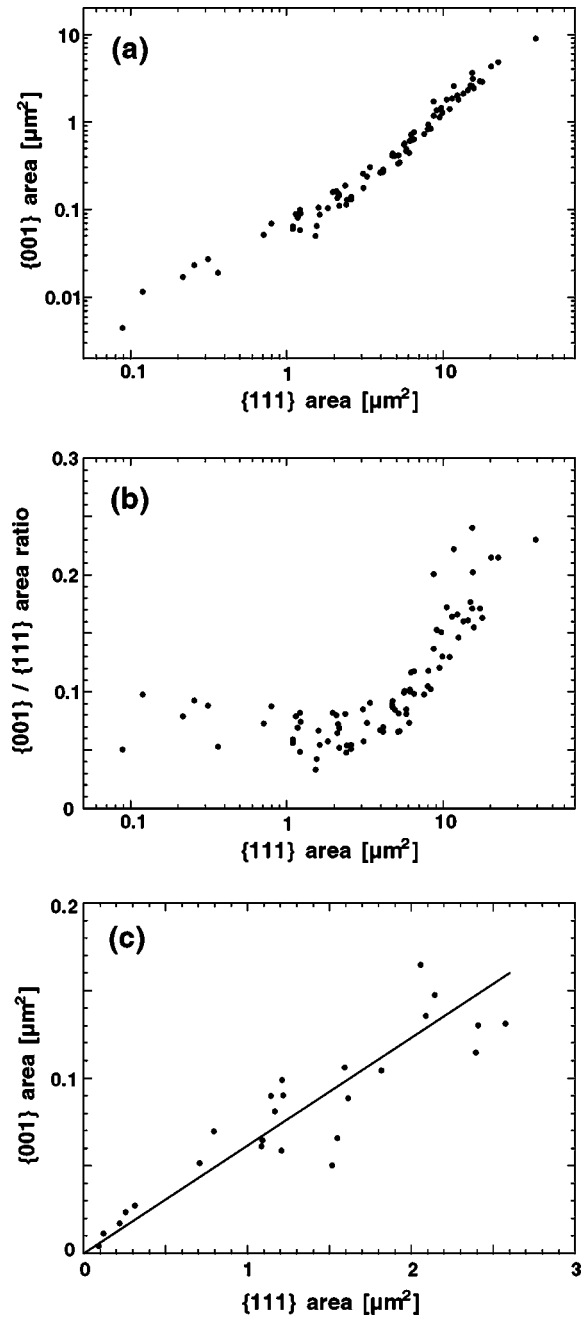 (a)
{001} area [µm²]
10
1
0.1
0.01
0.1
1
10
{111} area [µm²]
(b)
{001} / {111} area ratio
0.3
0.2
0.1
0
0.1
1
10
{111} area [µm²]
(c)
{001} area [µm²]
0.2
0.1
0
0
1
2
3
{111} area [µm²]